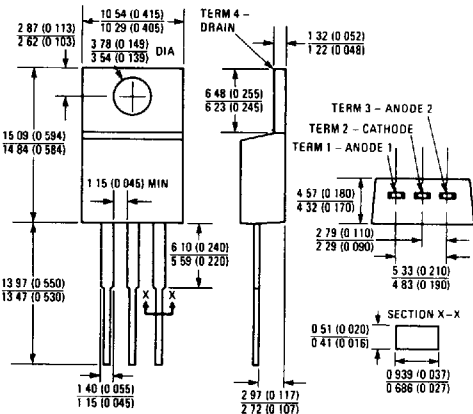 10 54 (0 415)
10 29 (0 405)
2 87 (0 113)
2 62 (0 103)
3 78 (0 149)
3 54 (0 139)
DIA
TERM 4 -
DRAIN
1 32 (0 052)
1 22 (0 048)
6 48 (0 255)
6 23 (0 245)
TERM 3 - ANODE 2
TERM 2 - CATHODE
TERM 1 - ANODE 1
15 09 (0 594)
14 84 (0 584)
1 15 (0 045) MIN
4 57 (0 180)
4 32 (0 170)
2 79 (0 110)
2 29 (0 090)
6 10 (0 240)
5 59 (0 220)
5 33 (0 210)
4 83 (0 190)
13 97 (0 550)
13 47 (0 530)
X X
SECTION X-X
0 51 (0 020)
0 41 (0 016)
1 40 (0 055)
1 15 (0 045)
2 97 (0 117)
2 72 (0 107)
0 939 (0 037)
0 686 (0 027)